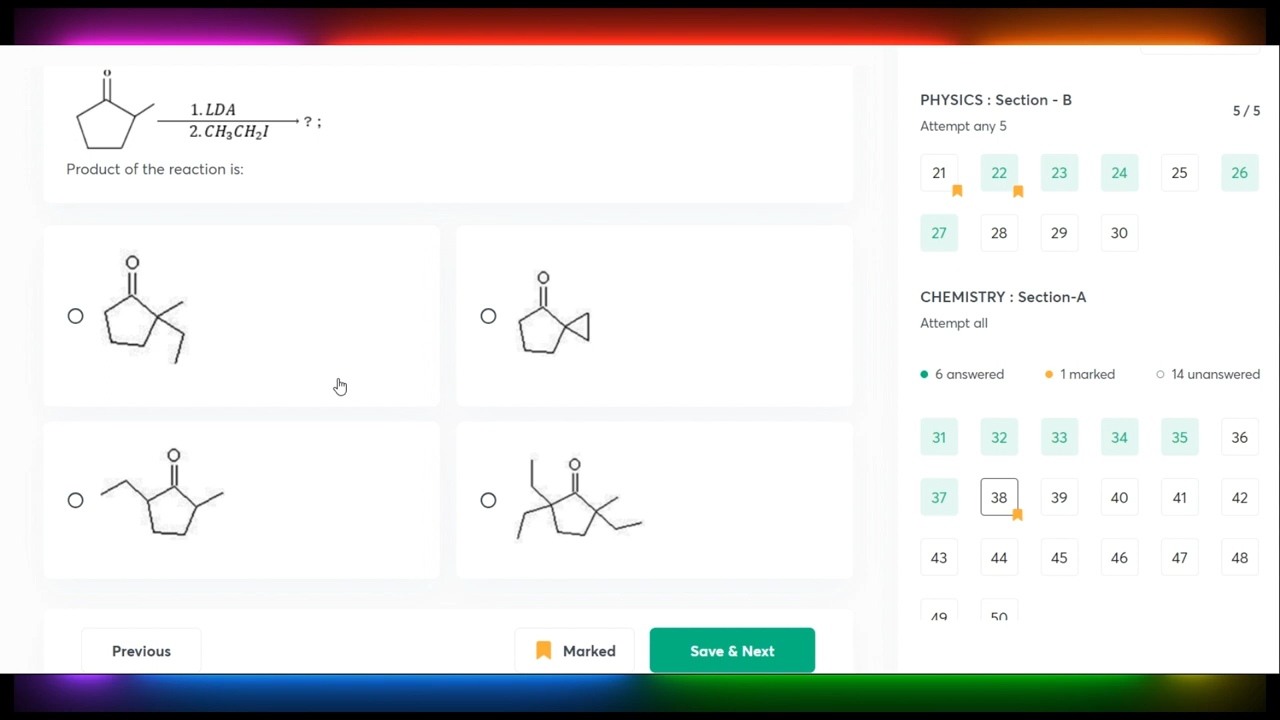 O
1. LDA
2. CH₃CH₂I
? ;
Product of the reaction is:
O
O
O
O
Previous
Marked
Save & Next
PHYSICS : Section - B
5 / 5
Attempt any 5
21 22 23 24 25 26
27 28 29 30
CHEMISTRY : Section-A
Attempt all
6 answered 1 marked 14 unanswered
31 32 33 34 35 36
37 38 39 40 41 42
43 44 45 46 47 48
49 50